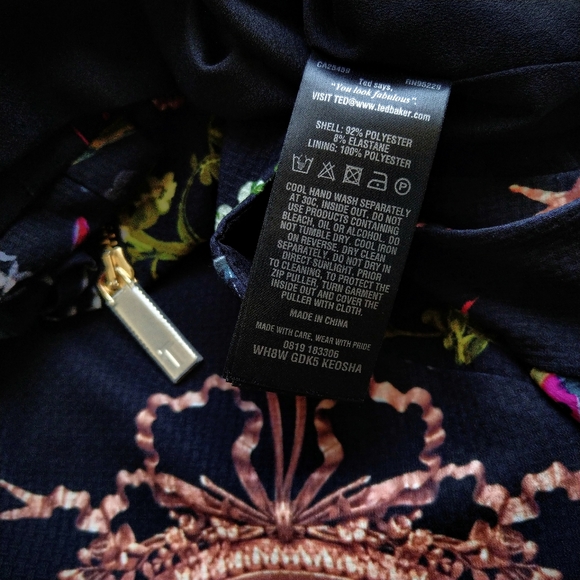 CA25459 RN95229
Ted says,
"You look fabulous".
VISIT TED@www.tedbaker.com
SHELL: 92% POLYESTER
8% ELASTANE
LINING: 100% POLYESTER
COOL HAND WASH SEPARATELY
AT 30C, INSIDE OUT. DO NOT
USE PRODUCTS CONTAINING
BLEACH, OIL OR ALCOHOL. DO
NOT TUMBLE DRY. COOL IRON
ON REVERSE. DRY CLEAN
SEPARATELY. DO NOT DRY IN
DIRECT SUNLIGHT. PRIOR
TO CLEANING, TO PROTECT THE
ZIP PULLER, TURN GARMENT
INSIDE OUT AND COVER THE
PULLER WITH CLOTH.
MADE IN CHINA
MADE WITH CARE, WEAR WITH PRIDE
0819 183306
WH8W GDK5 KEOSHA